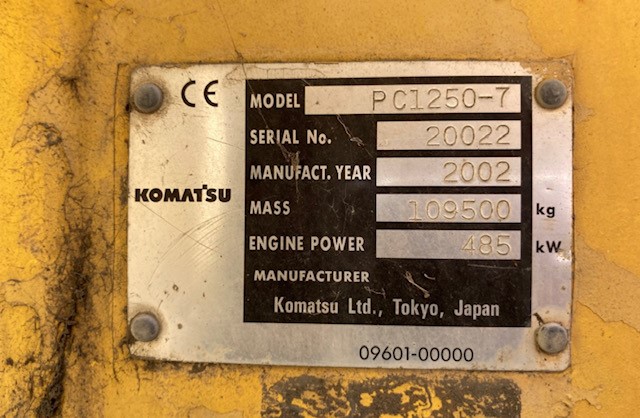 CE
MODEL PC1250-7
SERIAL No. 20022
MANUFACT. YEAR 2002
KOMATSU
MASS 109500 kg
ENGINE POWER 485 kW
MANUFACTURER
Komatsu Ltd., Tokyo, Japan
09601-00000